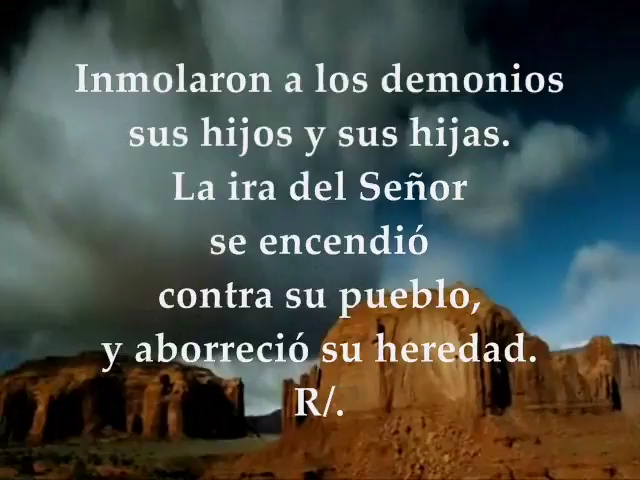 Inmolaron a los demonios
sus hijos y sus hijas.
La ira del Señor
se encendió
contra su pueblo,
y aborreció su heredad.
R/.